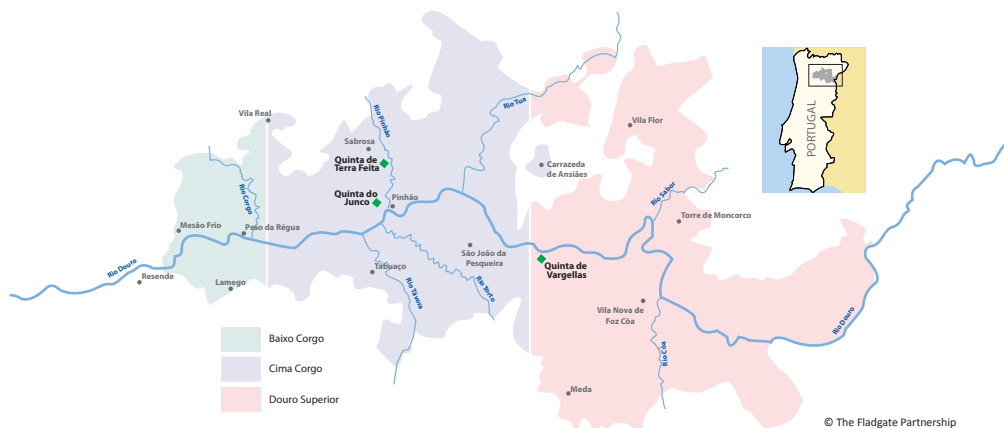 Rio Tua
Vila Real
Rio Pinhão
Vila Flor
Sabrosa
Quinta de
Terra Feita
Carrazeda
de Ansiães
PORTUGAL
Rio Corgo
Quinta do
Junco
Pinhão
Rio Sabor
Torre de Moncorco
Mesão Frio
Peso da Régua
São João da
Pesqueira
Rio Douro
Resende
Tabuaço
Quinta de
Vargellas
Lamego
Rio Távora
Rio Torto
Vila Nova de
Foz Côa
Rio Douro
Rio Côa
Baixo Corgo
Cima Corgo
Douro Superior
Meda
© The Fladgate Partnership